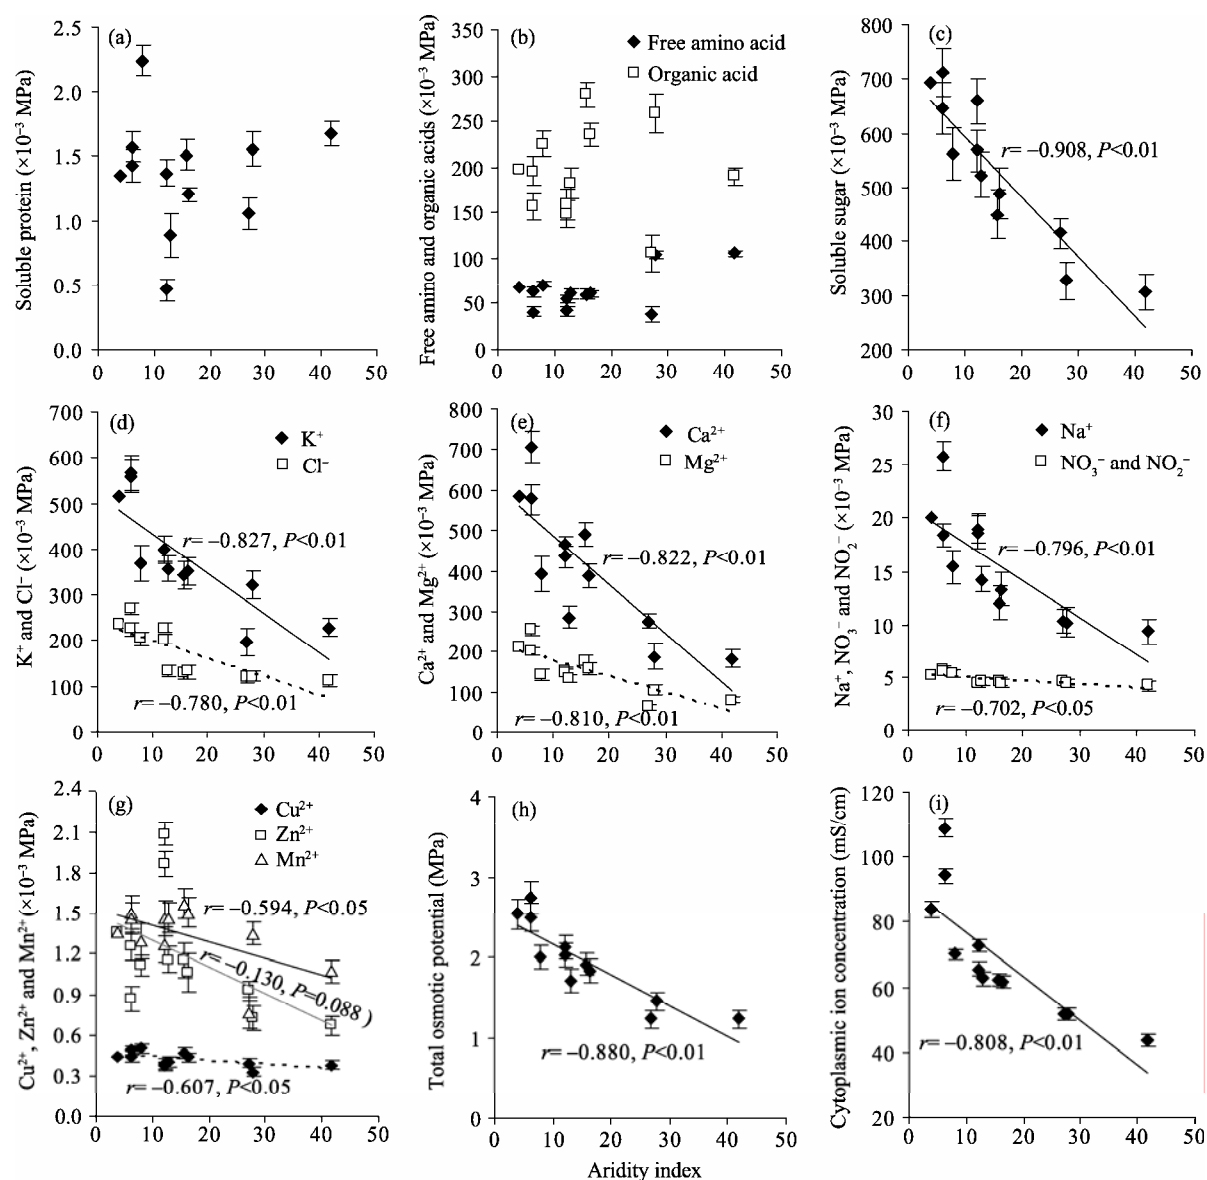 (a)
Soluble protein (×10⁻³ MPa)
2.5
2.0
1.5
1.0
0.5
0.0
0 10 20 30 40 50
(b)
Free amino and organic acids (×10⁻³ MPa)
Free amino acid
Organic acid
350
300
250
200
150
100
50
0
0 10 20 30 40 50
(c)
Soluble sugar (×10⁻³ MPa)
800
700
600
500
400
300
200
r= –0.908, P<0.01
0 10 20 30 40 50
(d)
K⁺ and Cl⁻ (×10⁻³ MPa)
K⁺
Cl⁻
700
600
500
400
300
200
100
0
r= –0.827, P<0.01
r= –0.780, P<0.01
0 10 20 30 40 50
(e)
Ca²⁺ and Mg²⁺ (×10⁻³ MPa)
Ca²⁺
Mg²⁺
800
700
600
500
400
300
200
100
0
r= –0.822, P<0.01
r= –0.810, P<0.01
0 10 20 30 40 50
(f)
Na⁺, NO₃⁻ and NO₂⁻ (×10⁻³ MPa)
Na⁺
NO₃⁻ and NO₂⁻
30
25
20
15
10
5
0
r= –0.796, P<0.01
r= –0.702, P<0.05
0 10 20 30 40 50
(g)
Cu²⁺, Zn²⁺ and Mn²⁺ (×10⁻³ MPa)
Cu²⁺
Zn²⁺
Mn²⁺
2.4
2.1
1.8
1.5
1.2
0.9
0.6
0.3
0.0
r= –0.594, P<0.05
r= –0.130, P=0.088 )
r= –0.607, P<0.05
0 10 20 30 40 50
(h)
Total osmotic potential (MPa)
4
3
2
1
0
r= –0.880, P<0.01
0 10 20 30 40 50
(i)
Cytoplasmic ion concentration (mS/cm)
120
100
80
60
40
20
r= –0.808, P<0.01
0 10 20 30 40 50
Aridity index